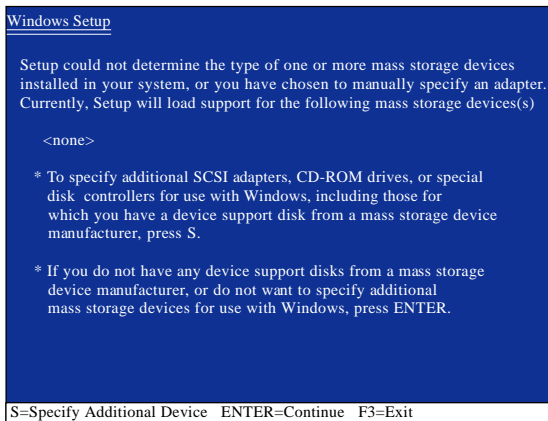 Windows Setup
Setup could not determine the type of one or more mass storage devices
installed in your system, or you have chosen to manually specify an adapter.
Currently, Setup will load support for the following mass storage devices(s)
<none>
* To specify additional SCSI adapters, CD-ROM drives, or special
disk controllers for use with Windows, including those for
which you have a device support disk from a mass storage device
manufacturer, press S.
* If you do not have any device support disks from a mass storage
device manufacturer, or do not want to specify additional
mass storage devices for use with Windows, press ENTER.
S=Specify Additional Device ENTER=Continue F3=Exit